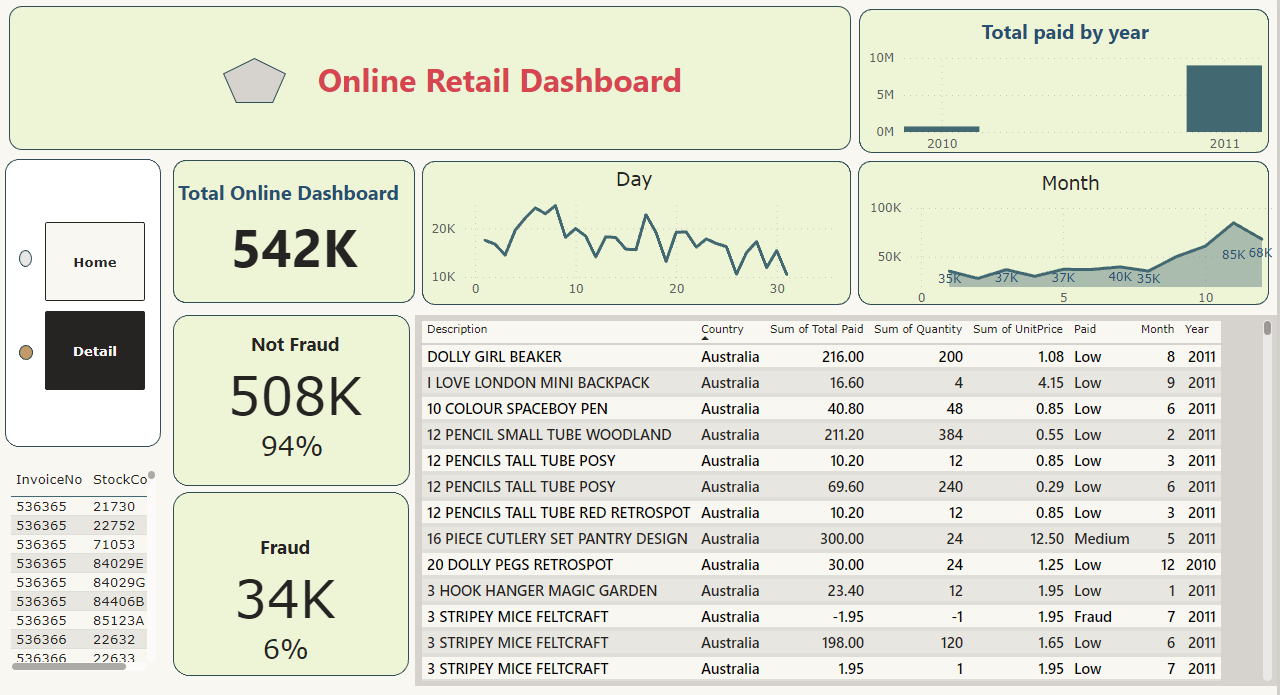 Online Retail Dashboard
Total paid by year
10M
5M
0M
2010 2011
Home
Detail
Total Online Dashboard
542K
Day
20K
10K
0 10 20 30
Month
100K
50K
35K 37K 37K 40K 35K 85K 68K
0 5 10
Not Fraud
508K
94%
Fraud
34K
6%
InvoiceNo StockCo
536365 21730
536365 22752
536365 71053
536365 84029E
536365 84029G
536365 84406B
536365 85123A
536366 22632
536366 22633
Description Country Sum of Total Paid Sum of Quantity Sum of UnitPrice Paid Month Year
DOLLY GIRL BEAKER Australia 216.00 200 1.08 Low 8 2011
I LOVE LONDON MINI BACKPACK Australia 16.60 4 4.15 Low 9 2011
10 COLOUR SPACEBOY PEN Australia 40.80 48 0.85 Low 6 2011
12 PENCIL SMALL TUBE WOODLAND Australia 211.20 384 0.55 Low 2 2011
12 PENCILS TALL TUBE POSY Australia 10.20 12 0.85 Low 3 2011
12 PENCILS TALL TUBE POSY Australia 69.60 240 0.29 Low 6 2011
12 PENCILS TALL TUBE RED RETROSPOT Australia 10.20 12 0.85 Low 3 2011
16 PIECE CUTLERY SET PANTRY DESIGN Australia 300.00 24 12.50 Medium 5 2011
20 DOLLY PEGS RETROSPOT Australia 30.00 24 1.25 Low 12 2010
3 HOOK HANGER MAGIC GARDEN Australia 23.40 12 1.95 Low 1 2011
3 STRIPEY MICE FELTCRAFT Australia -1.95 -1 1.95 Fraud 7 2011
3 STRIPEY MICE FELTCRAFT Australia 198.00 120 1.65 Low 6 2011
3 STRIPEY MICE FELTCRAFT Australia 1.95 1 1.95 Low 7 2011